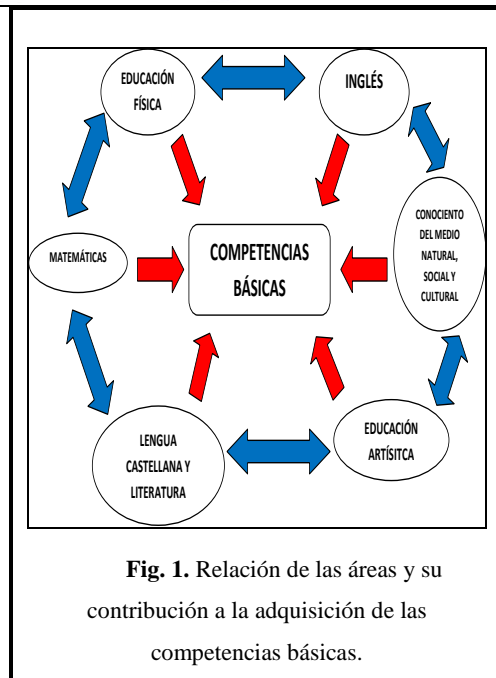 EDUCACIÓN
FÍSICA
INGLÉS
CONOCIENTO
DEL MEDIO
NATURAL,
SOCIAL Y
CULTURAL
MATEMÁTICAS
COMPETENCIAS
BÁSICAS
LENGUA
CASTELLANA Y
LITERATURA
EDUCACIÓN
ARTÍSITCA
Fig. 1. Relación de las áreas y su
contribución a la adquisición de las
competencias básicas.